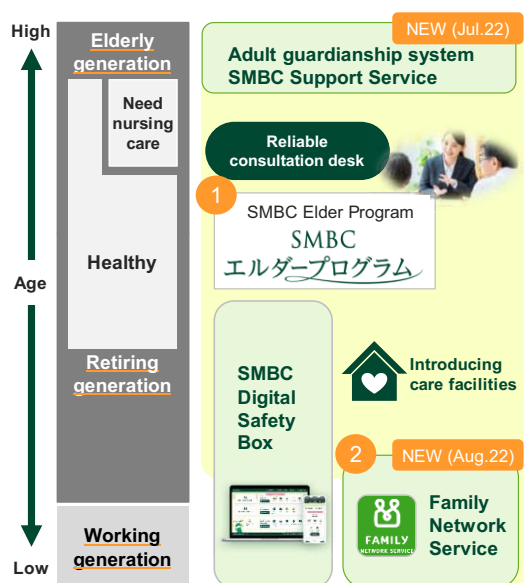 High
Age
Low
Elderly
generation
Need
nursing
care
Healthy
Retiring
generation
Working
generation
NEW (Jul.22)
Adult guardianship system
SMBC Support Service
Reliable
consultation desk
1
SMBC Elder Program
SMBC
エルダープログラム
SMBC
Digital
Safety
Box
Introducing
care facilities
2
NEW (Aug.22)
FAMILY
NETWORK SERVICE
Family
Network
Service